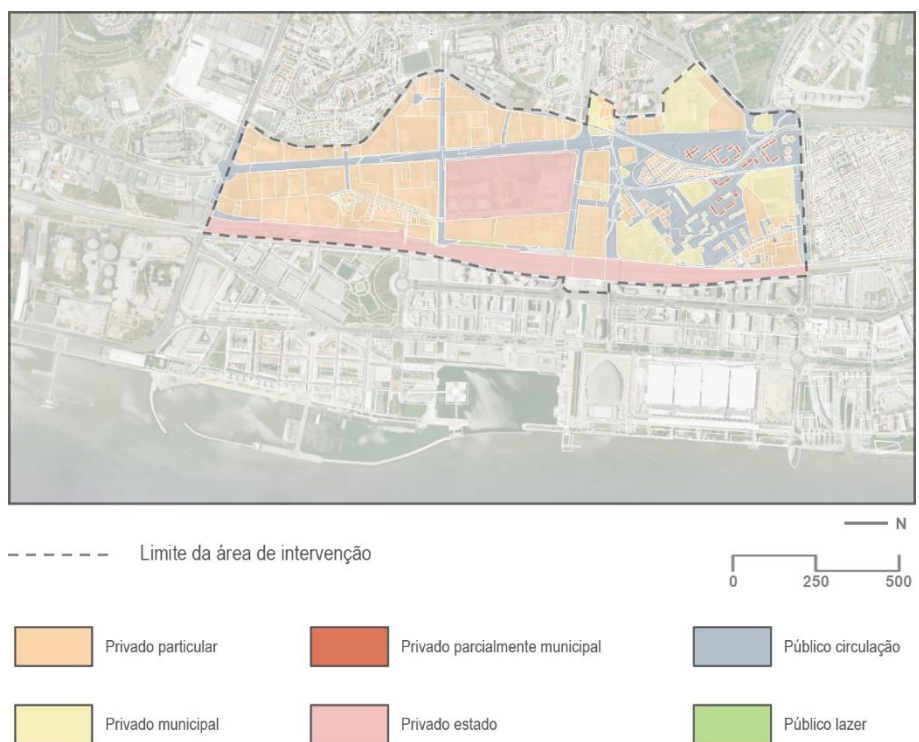 N
Limite da área de intervenção
0 250 500
Privado particular
Privado parcialmente municipal
Público circulação
Privado municipal
Privado estado
Público lazer